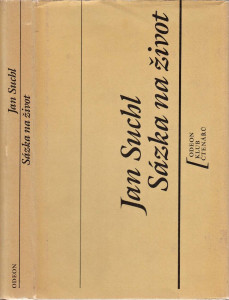 Jan Suchl
Sázka na život
ODEON
Jan Suchl
Sázka na život
ODEON
KLUB
ČTENÁŘŮ